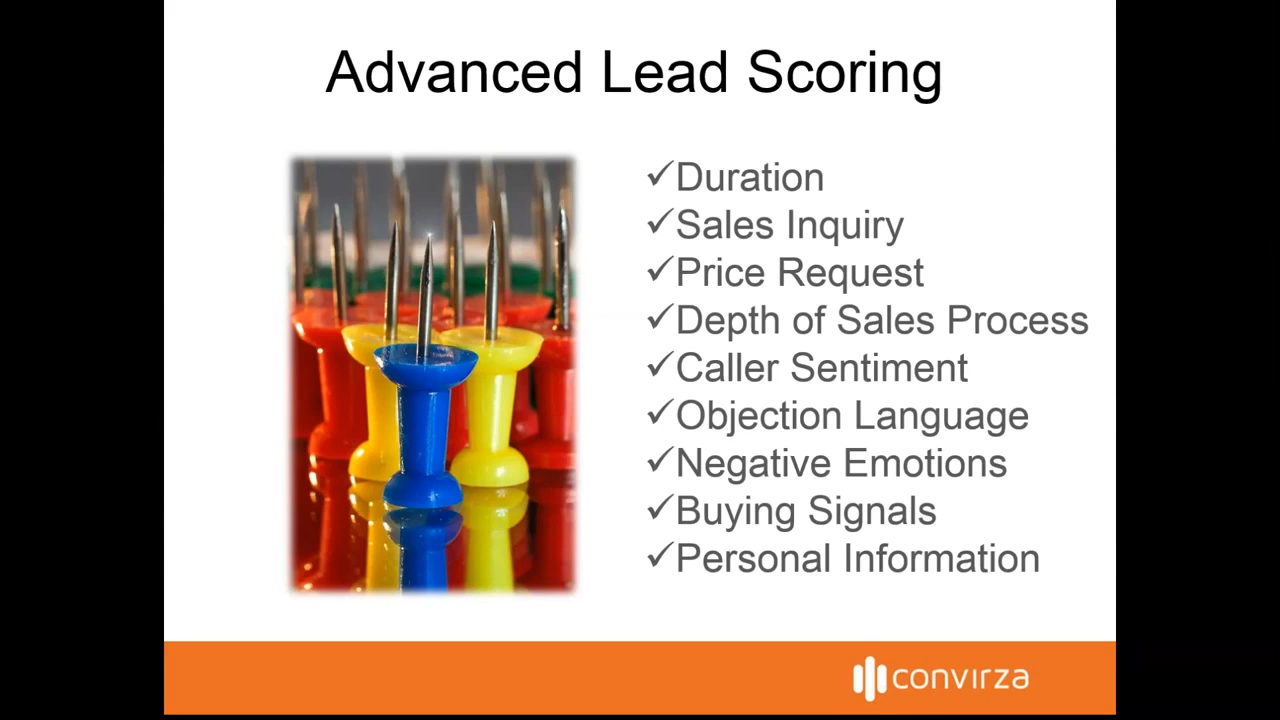 Advanced Lead Scoring
✓Duration
✓Sales Inquiry
✓Price Request
✓Depth of Sales Process
✓Caller Sentiment
✓Objection Language
✓Negative Emotions
✓Buying Signals
✓Personal Information
convirza